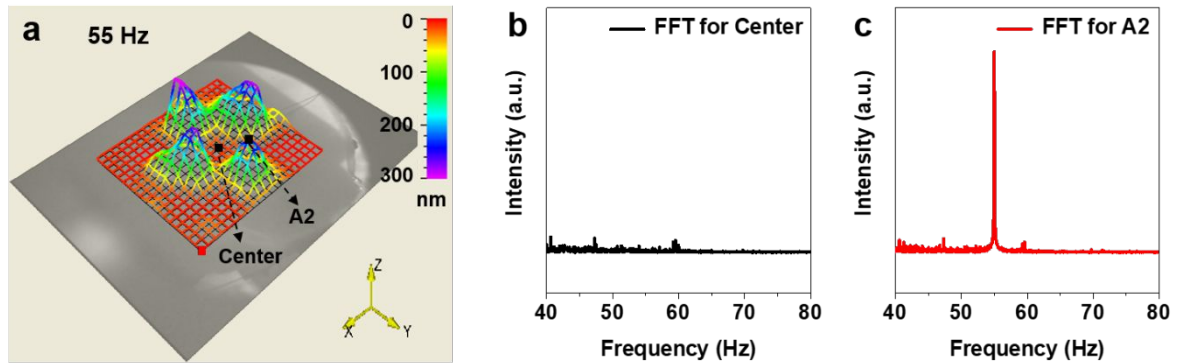 a
55 Hz
0
100
200
300
nm
A2
Center
Z
X
Y
b
FFT for Center
Intensity (a.u.)
40 50 60 70 80
Frequency (Hz)
c
FFT for A2
Intensity (a.u.)
40 50 60 70 80
Frequency (Hz)